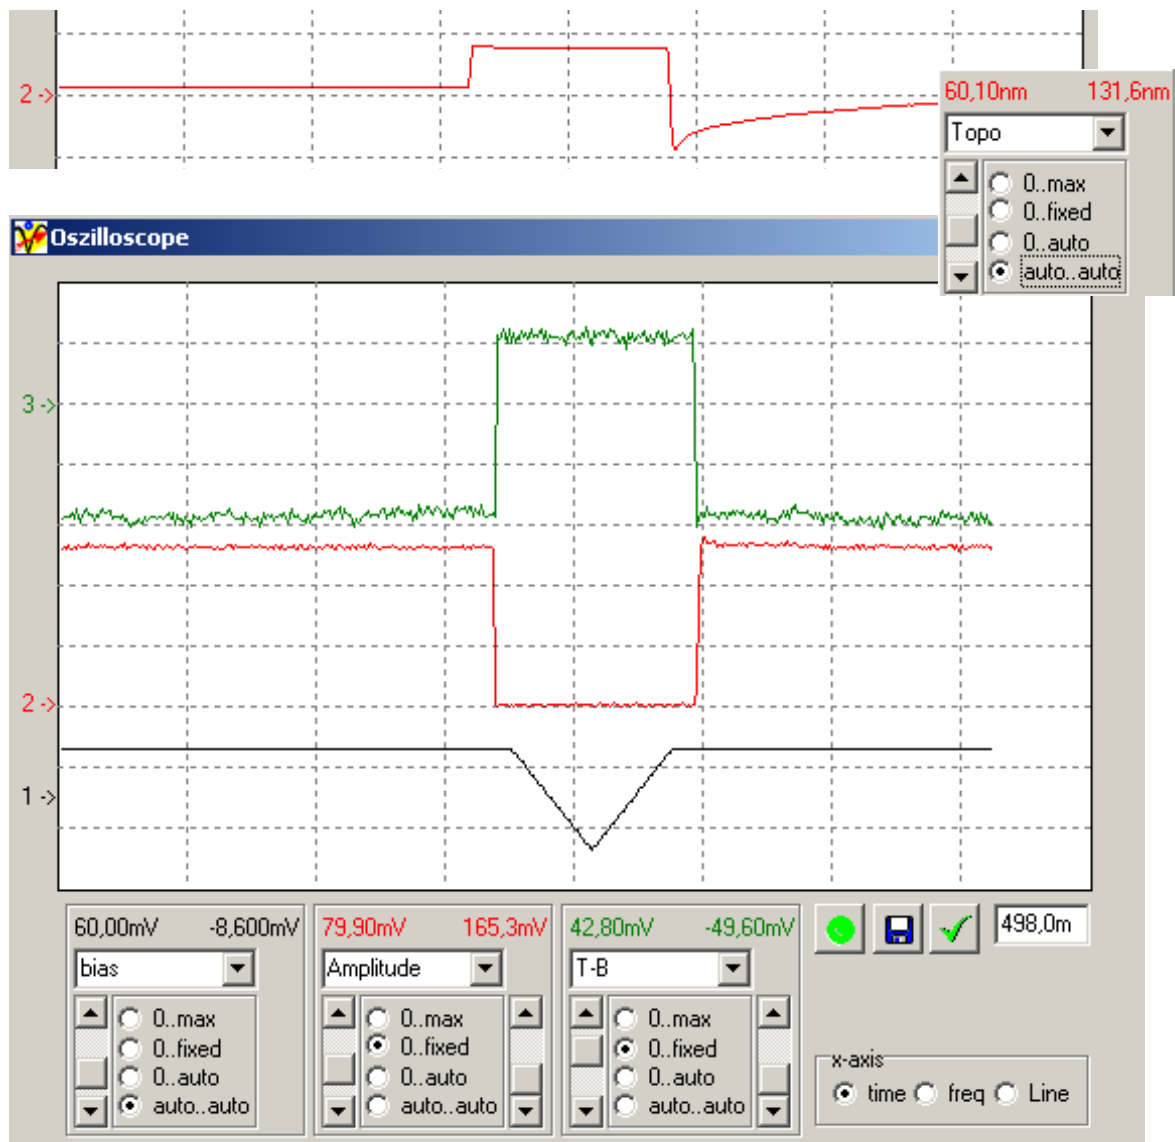 2 ->
60,10nm 131,6nm
Topo
0..max
0..fixed
0..auto
auto..auto
Oszilloscope
3 ->
2 ->
1 ->
60,00mV -8,600mV
bias
0..max
0..fixed
0..auto
auto..auto
79,90mV 165,3mV
Amplitude
0..max
0..fixed
0..auto
auto..auto
42,80mV -49,60mV
T-B
0..max
0..fixed
0..auto
auto..auto
498,0m
x-axis
time freq Line